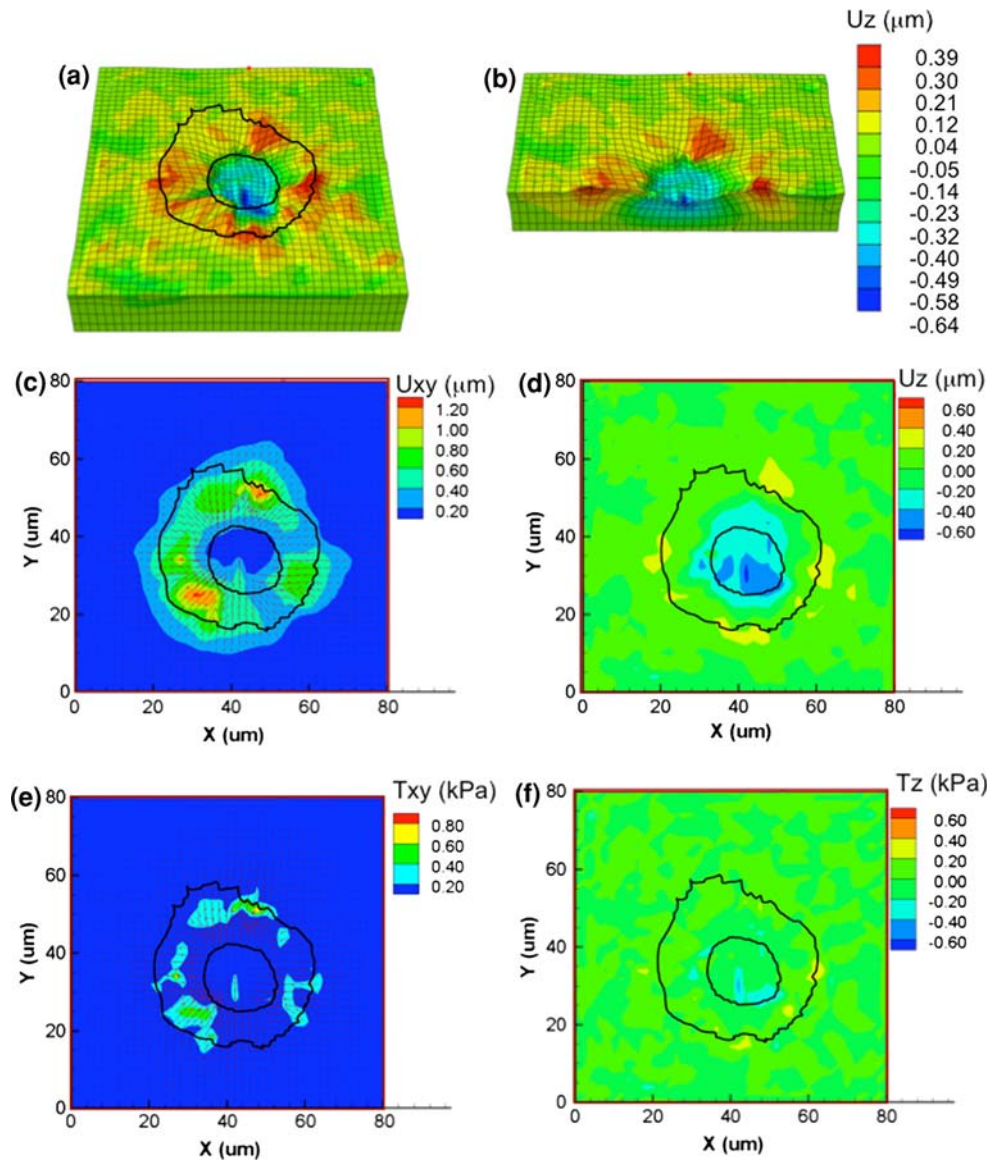 Uz (μm)
(a)
(b)
0.39
0.30
0.21
0.12
0.04
-0.05
-0.14
-0.23
-0.32
-0.40
-0.49
-0.58
-0.64
(c)
Uxy (μm)
1.20
1.00
0.80
0.60
0.40
0.20
80
60
40
20
0
Y (um)
0 20 40 60 80
X (um)
(d)
Uz (μm)
0.60
0.40
0.20
0.00
-0.20
-0.40
-0.60
80
60
40
20
0
Y (um)
0 20 40 60 80
X (um)
(e)
Txy (kPa)
0.80
0.60
0.40
0.20
80
60
40
20
0
Y (um)
0 20 40 60 80
X (um)
(f)
Tz (kPa)
0.60
0.40
0.20
0.00
-0.20
-0.40
-0.60
80
60
40
20
0
Y (um)
0 20 40 60 80
X (um)